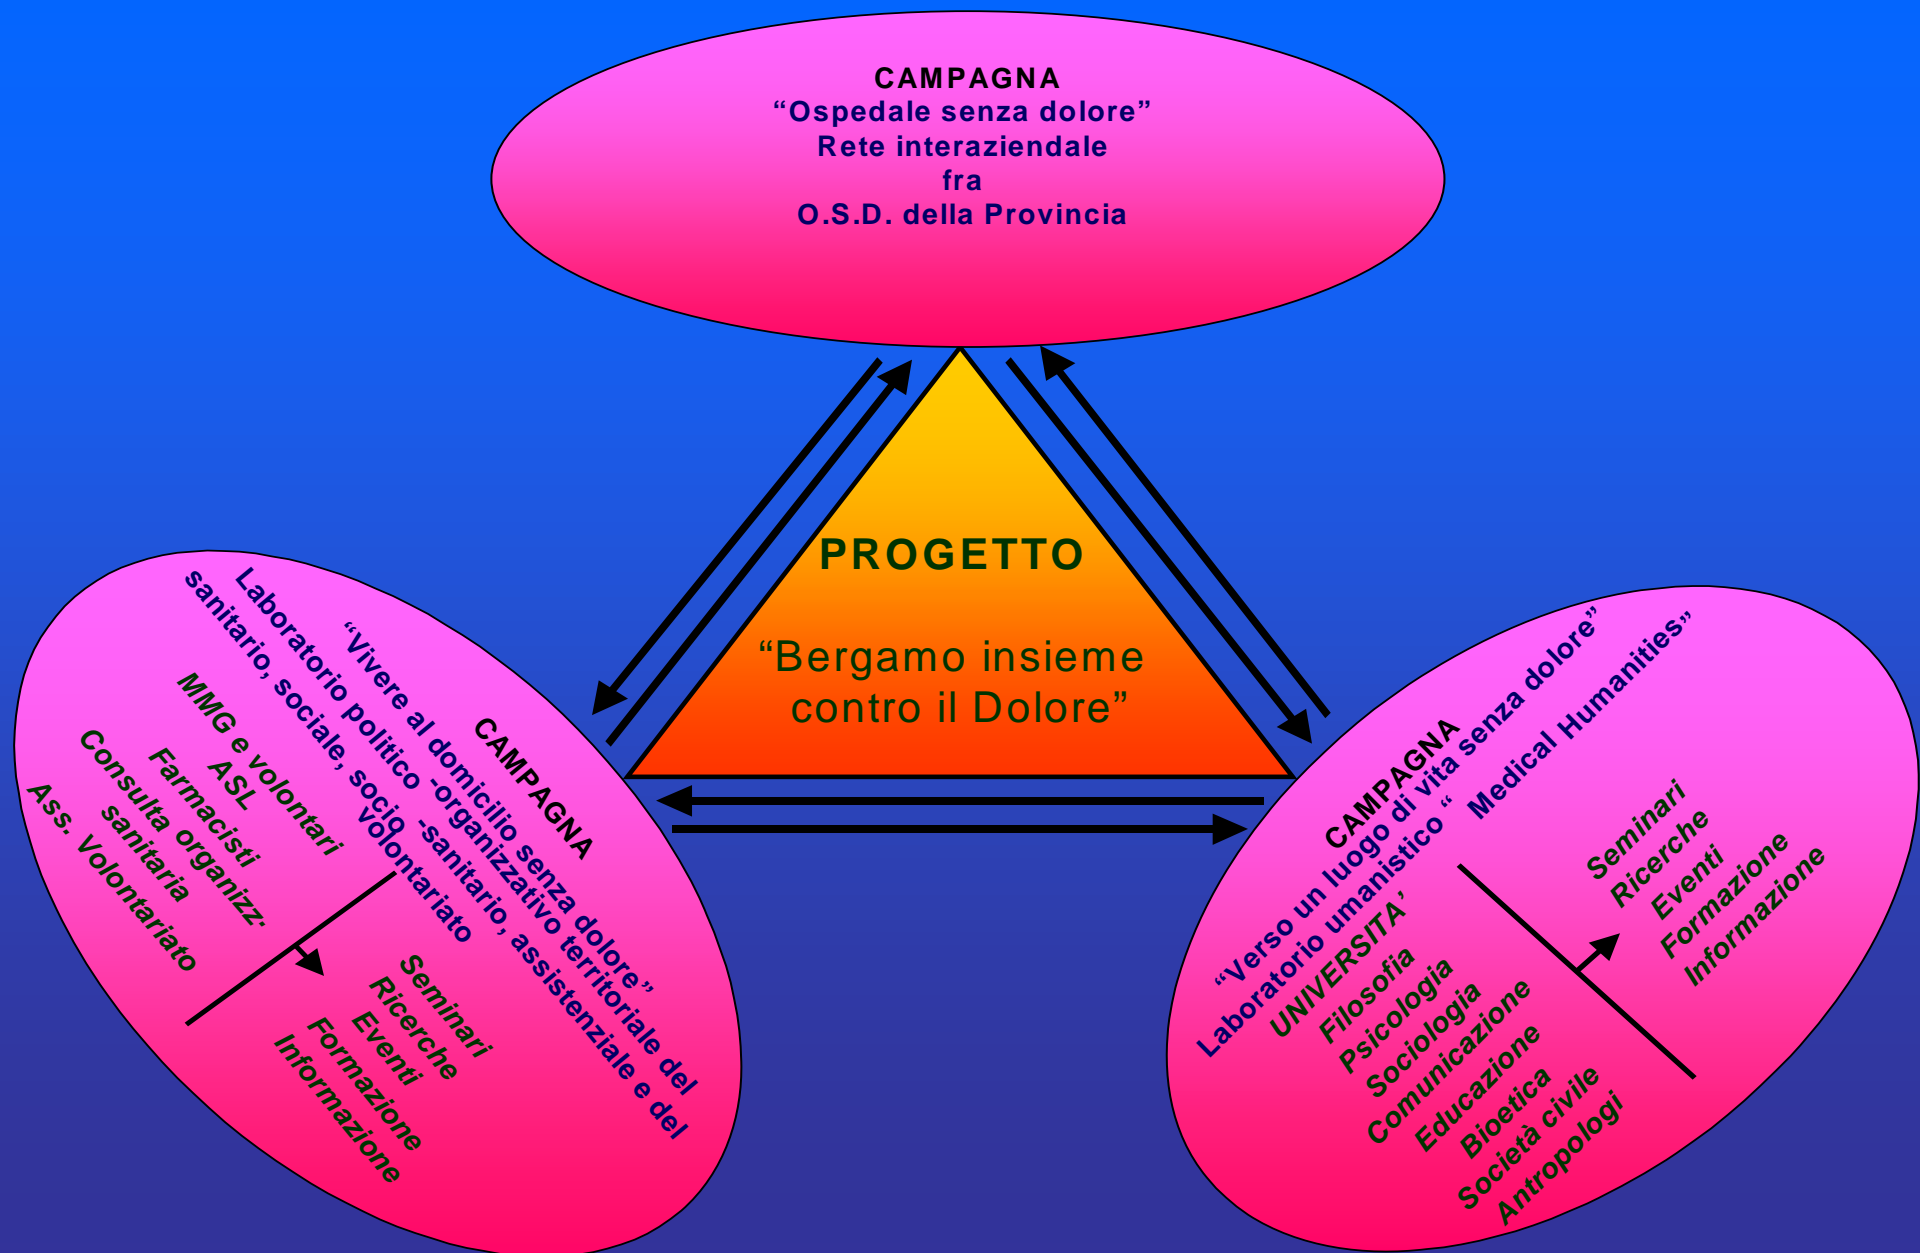 CAMPAGNA
“Ospedale senza dolore”
Rete interaziendale
fra
O.S.D. della Provincia
PROGETTO
“Bergamo insieme
contro il Dolore”
CAMPAGNA
“Vivere al domicilio senza dolore”
Laboratorio politico -organizzativo territoriale del
sanitario, sociale, socio -sanitario, assistenziale e del
volontariato
MMG e volontari
ASL
Farmacisti
Consulta organizz.
sanitaria
Ass. Volontariato
Seminari
Ricerche
Eventi
Formazione
Informazione
CAMPAGNA
“Verso un luogo di vita senza dolore”
Laboratorio umanistico “ Medical Humanities”
UNIVERSITA’
Filosofia
Psicologia
Sociologia
Comunicazione
Educazione
Bioetica
Società civile
Antropologi
Seminari
Ricerche
Eventi
Formazione
Informazione